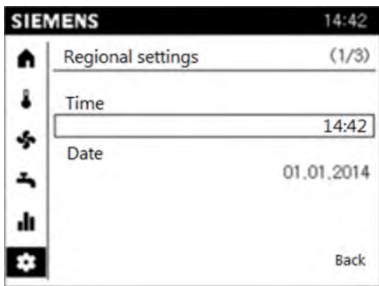 SIEMENS 14:42
Regional settings (1/3)
Time
14:42
Date
01.01.2014
Back